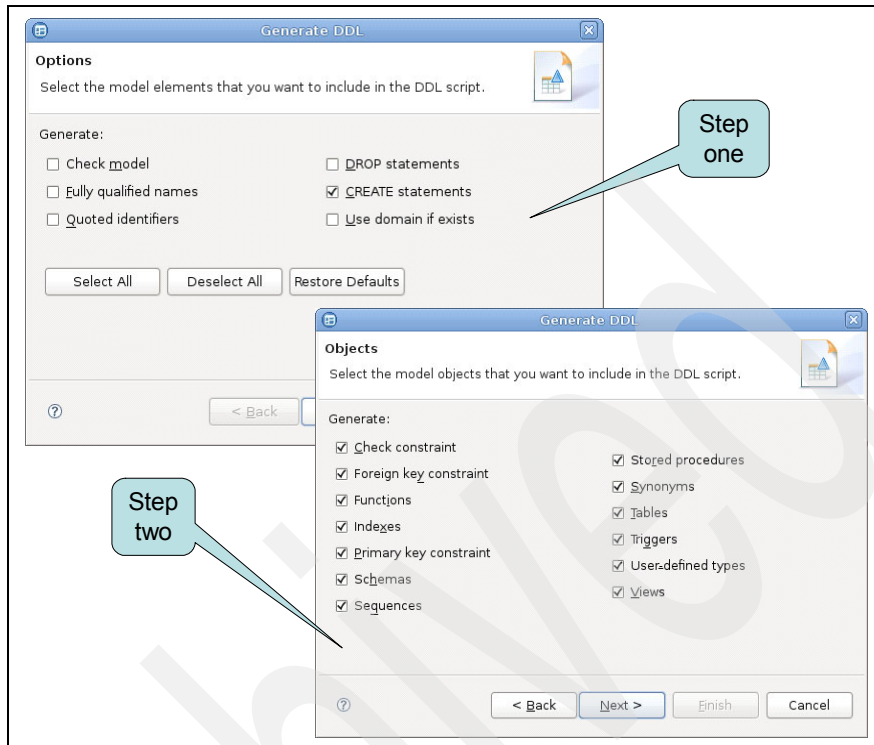 Generate DDL
Options
Select the model elements that you want to include in the DDL script.
Generate:
Check model
DROP statements
Fully qualified names
CREATE statements
Quoted identifiers
Use domain if exists
Select All
Deselect All
Restore Defaults
< Back
Step
one
Generate DDL
Objects
Select the model objects that you want to include in the DDL script.
Generate:
Check constraint
Foreign key constraint
Functions
Indexes
Primary key constraint
Schemas
Sequences
Stored procedures
Synonyms
Tables
Triggers
User-defined types
Views
< Back
Next >
Finish
Cancel
Step
two